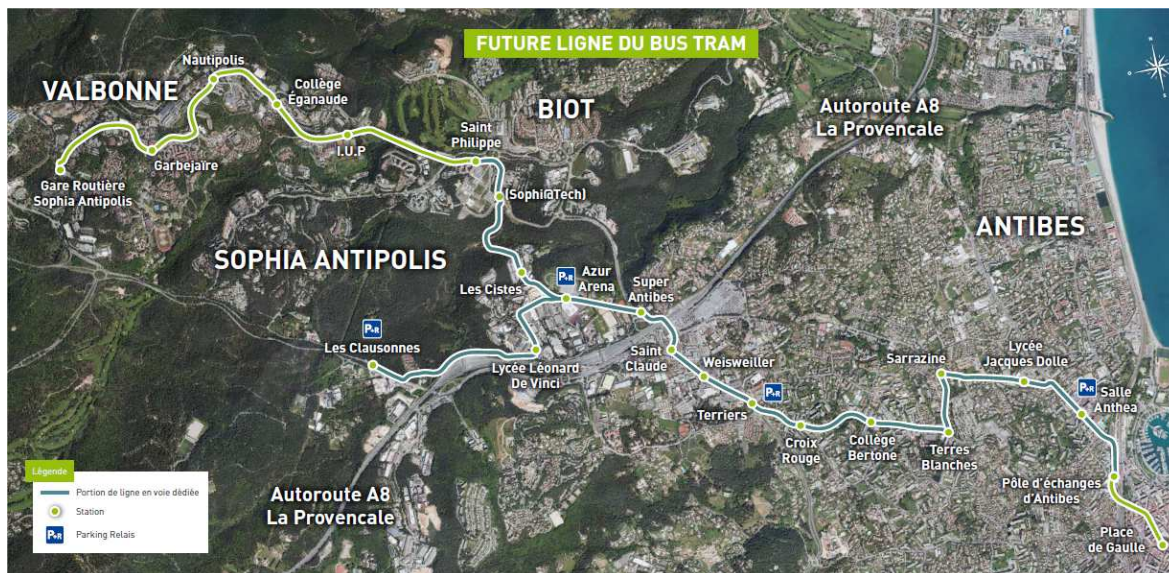 FUTURE LIGNE DU BUS TRAM
VALBONNE
Nautipolis
Collège
Éganaude
BIOT
Autoroute A8
La Provencale
Saint
Philippe
I.U.P
Garbejaïre
Gare Routière
Sophia Antipolis
(Sophi@Tech)
ANTIBES
SOPHIA ANTIPOLIS
Les Cistes
P+R
Azur
Arena
Super
Antibes
P+R
Les Clausonnes
Lycée Léonard
De Vinci
Saint
Claude
Weisweiller
P+R
Terriers
Croix
Rouge
Collège
Bertone
Sarrazine
Terres
Blanches
Lycée
Jacques Dolle
P+R
Salle
Anthea
Pôle d'échanges
d'Antibes
Place
de Gaulle
Autoroute A8
La Provencale
Légende
Portion de ligne en voie dédiée
Station
P+R
Parking Relais